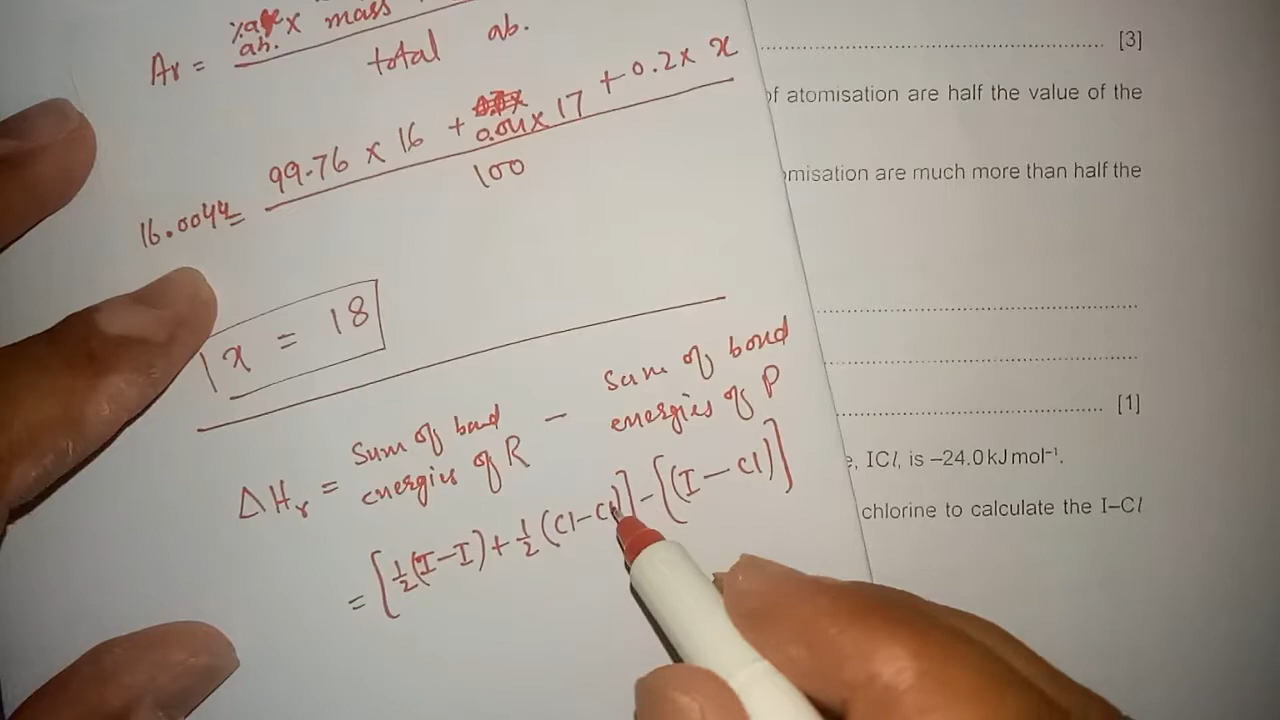 ab. x mass
Ar =
total ab.
16.0044 = 99.76 x 16 + 0.04 x 17 + 0.2 x x
100
x = 18
ΔHr = Sum of bond energies of R − Sum of bond energies of P
= [½(I−I) + ½(Cl−Cl)] − [(I−Cl)]
[3]
of atomisation are half the value of the
omisation are much more than half the
[1]
e, ICl, is −24.0 kJ mol⁻¹.
chlorine to calculate the I–Cl